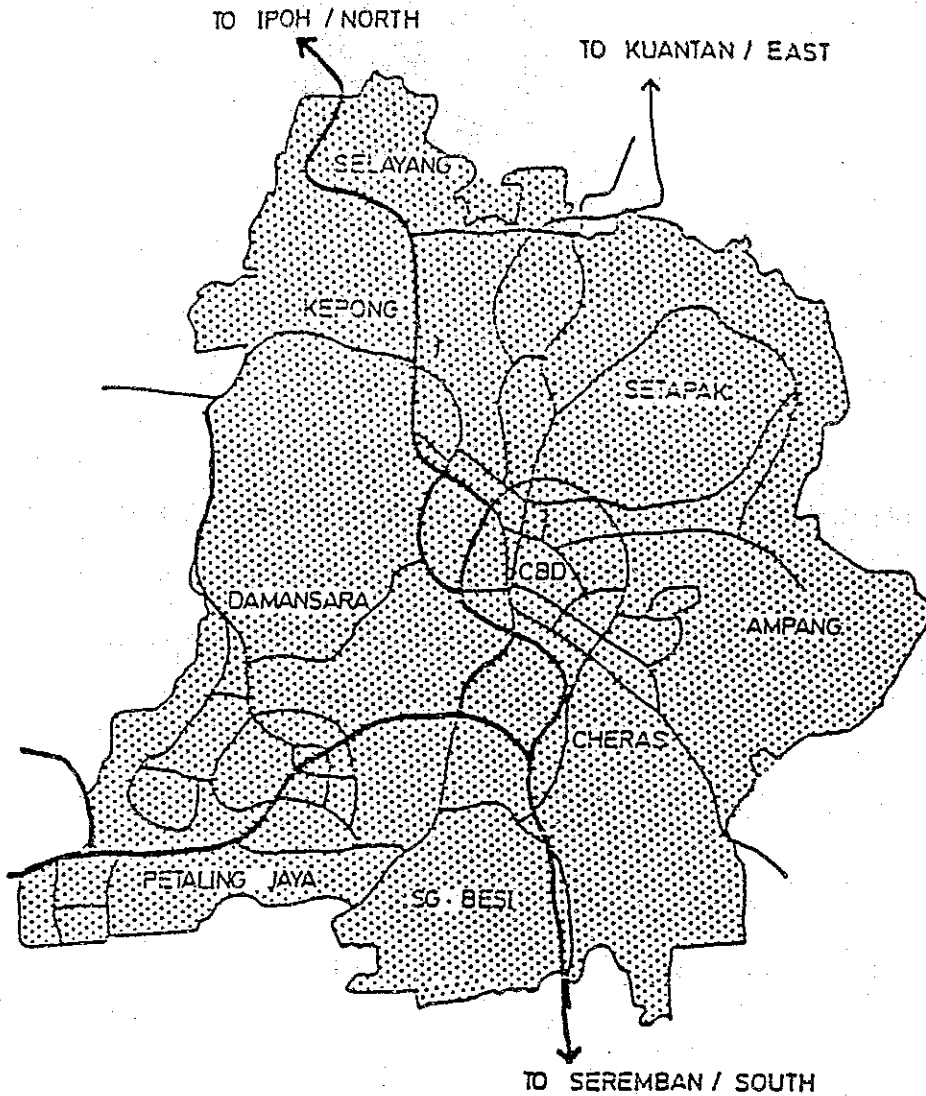 TO IPOH / NORTH
TO KUANTAN / EAST
SELAYANG
KEPONG
SETAPAK
CBD
DAMANSARA
AMPANG
CHERAS
PETALING JAYA
SG. BESI
TO SEREMBAN / SOUTH